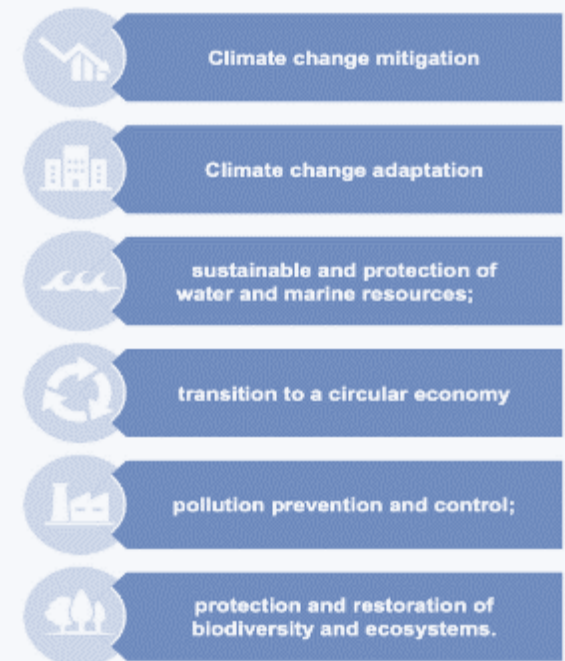 Climate change mitigation
Climate change adaptation
sustainable and protection of
water and marine resources;
transition to a circular economy
pollution prevention and control;
protection and restoration of
biodiversity and ecosystems.